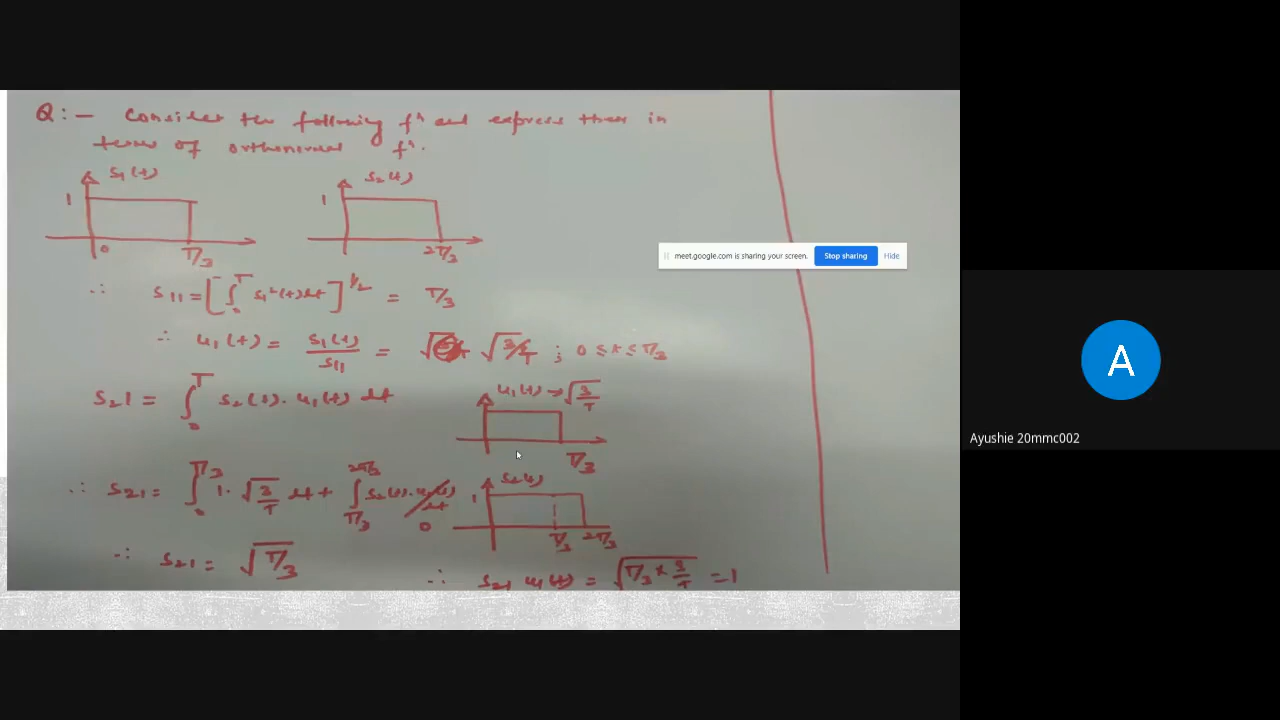 Q:- Consider the following fⁿ and express them in
terms of orthonormal fⁿ.
s₁(t)
s₂(t)
1
1
0
T/3
2T/3
∴ s11 = [∫₀ᵀ s₁²(t) dt]^1/2 = T/3
meet.google.com is sharing your screen. Stop sharing Hide
∴ u₁(t) = s₁(t)/s11 = √3/T ; 0 ≤ t ≤ T/3
s21 = ∫₀ᵀ s₂(t). u₁(t) dt
u₁(t) → √3/T
T/3
Ayushie 20mmc002
A
∴ s21 = ∫₀^T/3 1. √3/T dt + ∫_T/3^2T/3 s₂(t). u₁(t) dt 0
s₂(t)
1
T/3 2T/3
∴ s21 = √T/3
∴ s21 u₁(t) = √T/3 × 3/T = 1